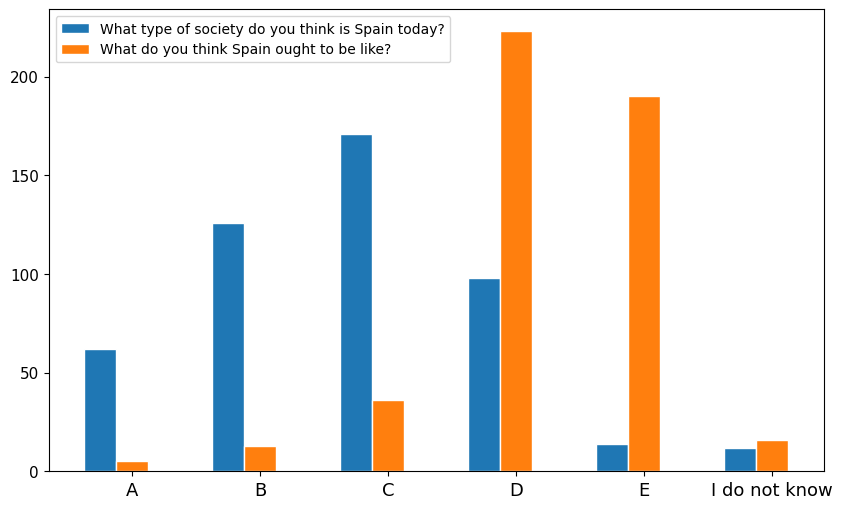 What type of society do you think is Spain today?
What do you think Spain ought to be like?
200
150
100
50
0
A B C D E I do not know